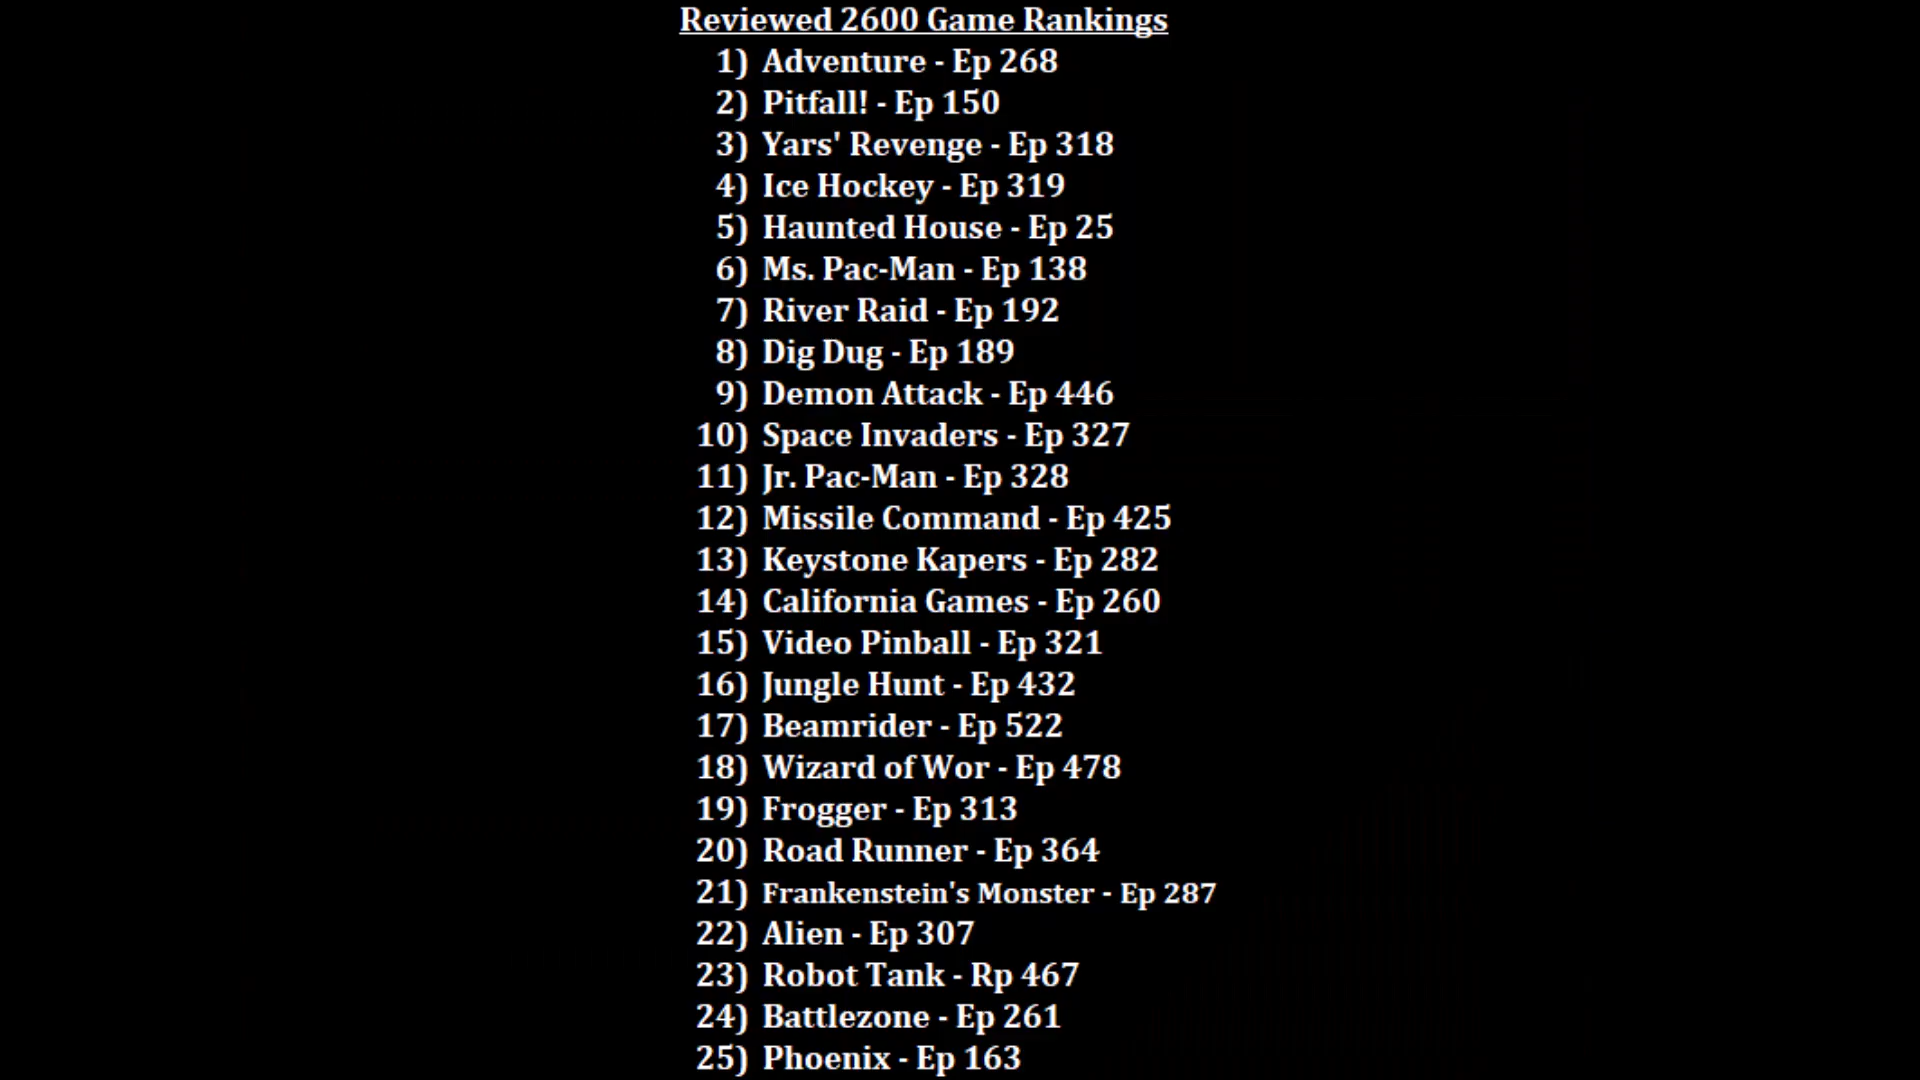 Reviewed 2600 Game Rankings
1) Adventure - Ep 268
2) Pitfall! - Ep 150
3) Yars' Revenge - Ep 318
4) Ice Hockey - Ep 319
5) Haunted House - Ep 25
6) Ms. Pac-Man - Ep 138
7) River Raid - Ep 192
8) Dig Dug - Ep 189
9) Demon Attack - Ep 446
10) Space Invaders - Ep 327
11) Jr. Pac-Man - Ep 328
12) Missile Command - Ep 425
13) Keystone Kapers - Ep 282
14) California Games - Ep 260
15) Video Pinball - Ep 321
16) Jungle Hunt - Ep 432
17) Beamrider - Ep 522
18) Wizard of Wor - Ep 478
19) Frogger - Ep 313
20) Road Runner - Ep 364
21) Frankenstein's Monster - Ep 287
22) Alien - Ep 307
23) Robot Tank - Rp 467
24) Battlezone - Ep 261
25) Phoenix - Ep 163